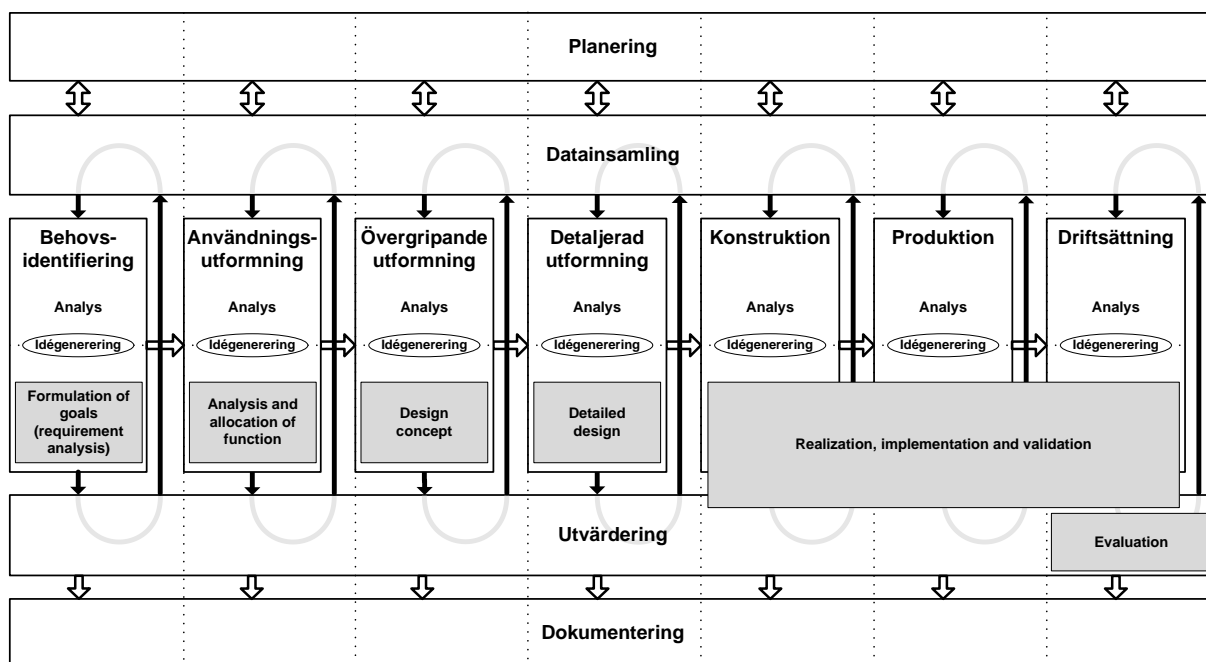 Planering
Datainsamling
Behovs-
identifiering
Analys
Idégenerering
Formulation of
goals
(requirement
analysis)
Användnings-
utformning
Analys
Idégenerering
Analysis and
allocation of
function
Övergripande
utformning
Analys
Idégenerering
Design
concept
Detaljerad
utformning
Analys
Idégenerering
Detailed
design
Konstruktion
Analys
Idégenerering
Produktion
Analys
Idégenerering
Driftsättning
Analys
Idégenerering
Realization, implementation and validation
Utvärdering
Evaluation
Dokumentering